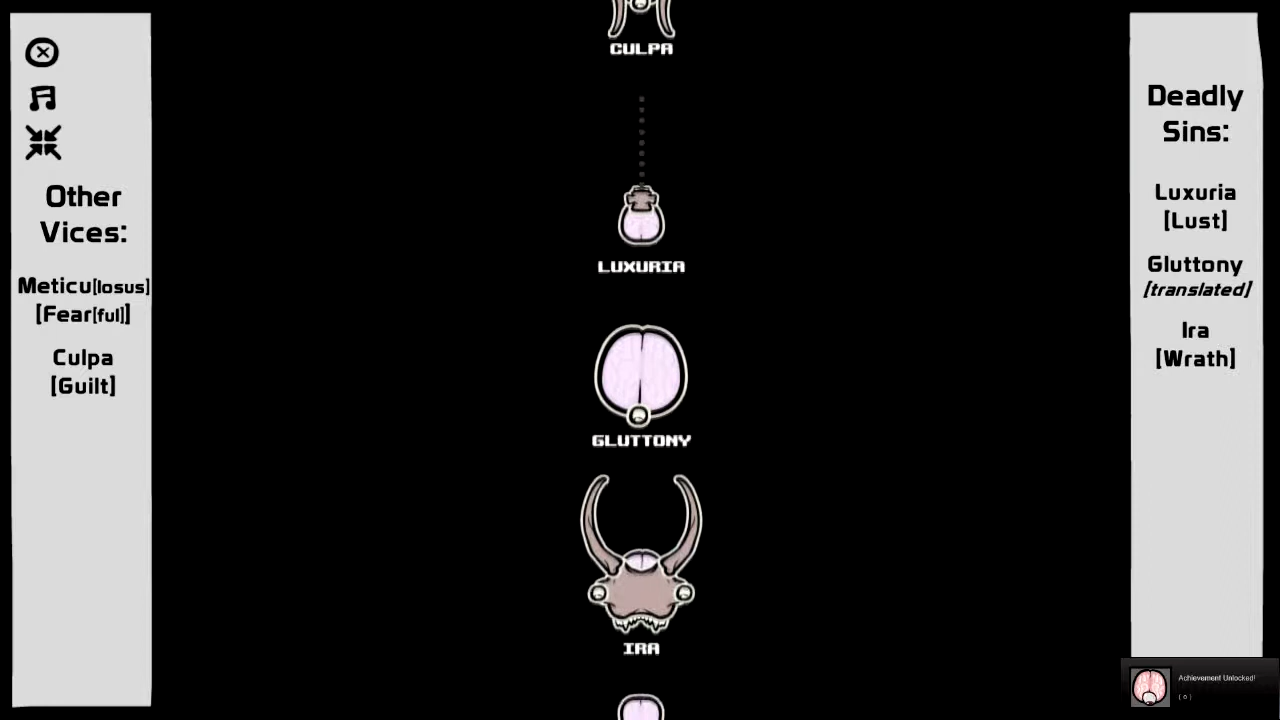 Other
Vices:
Meticu[losus]
[Fear[ful]]
Culpa
[Guilt]
CULPA
LUXURIA
GLUTTONY
IRA
Deadly
Sins:
Luxuria
[Lust]
Gluttony
[translated]
Ira
[Wrath]
Achievement Unlocked!
( o )